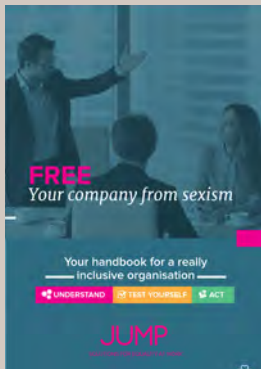 FREE
Your company from sexism
Your handbook for a really
inclusive organisation
UNDERSTAND
TEST YOURSELF
ACT
JUMP